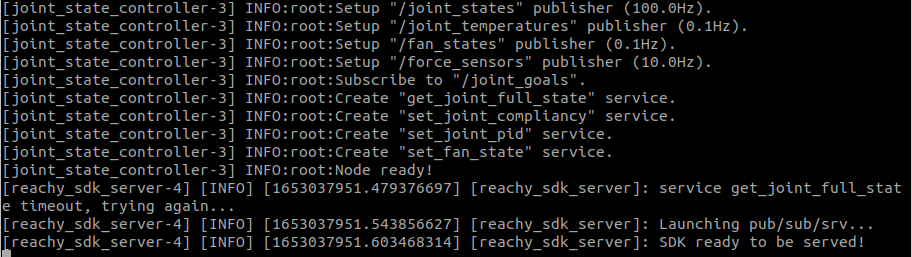 [joint_state_controller-3] INFO:root:Setup "/joint_states" publisher (100.0Hz).
[joint_state_controller-3] INFO:root:Setup "/joint_temperatures" publisher (0.1Hz).
[joint_state_controller-3] INFO:root:Setup "/fan_states" publisher (0.1Hz).
[joint_state_controller-3] INFO:root:Setup "/force_sensors" publisher (10.0Hz).
[joint_state_controller-3] INFO:root:Subscribe to "/joint_goals".
[joint_state_controller-3] INFO:root:Create "get_joint_full_state" service.
[joint_state_controller-3] INFO:root:Create "set_joint_compliancy" service.
[joint_state_controller-3] INFO:root:Create "set_joint_pid" service.
[joint_state_controller-3] INFO:root:Create "set_fan_state" service.
[joint_state_controller-3] INFO:root:Node ready!
[reachy_sdk_server-4] [INFO] [1653037951.479376697] [reachy_sdk_server]: service get_joint_full_stat
e timeout, trying again...
[reachy_sdk_server-4] [INFO] [1653037951.543856627] [reachy_sdk_server]: Launching pub/sub/srv...
[reachy_sdk_server-4] [INFO] [1653037951.603468314] [reachy_sdk_server]: SDK ready to be served!